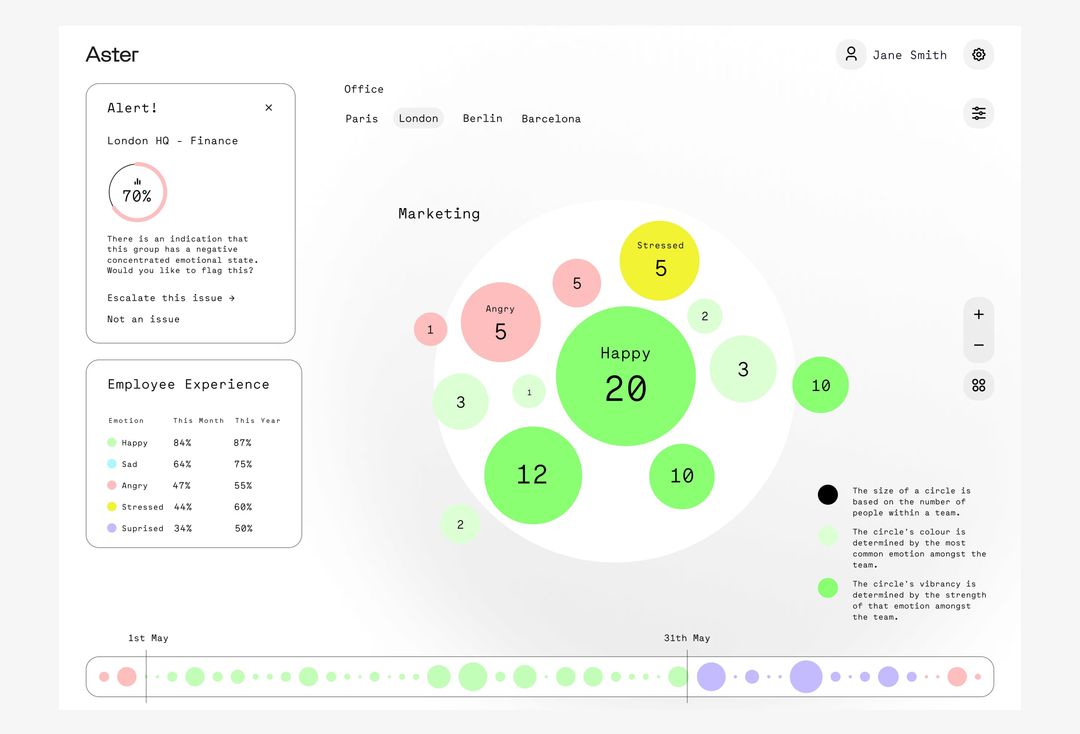 Aster
Jane Smith
Alert!
London HQ - Finance
70%
There is an indication that
this group has a negative
concentrated emotional state.
Would you like to flag this?
Escalate this issue →
Not an issue
Employee Experience
Emotion This Month This Year
Happy 84% 87%
Sad 64% 75%
Angry 47% 55%
Stressed 44% 60%
Suprised 34% 50%
Office
Paris London Berlin Barcelona
Marketing
Stressed
5
5
Angry
5
1
2
Happy
20
3
10
3
1
12
10
2
The size of a circle is
based on the number of
people within a team.
The circle's colour is
determined by the most
common emotion amongst the
team.
The circle's vibrancy is
determined by the strength
of that emotion amongst
the team.
1st May
31th May